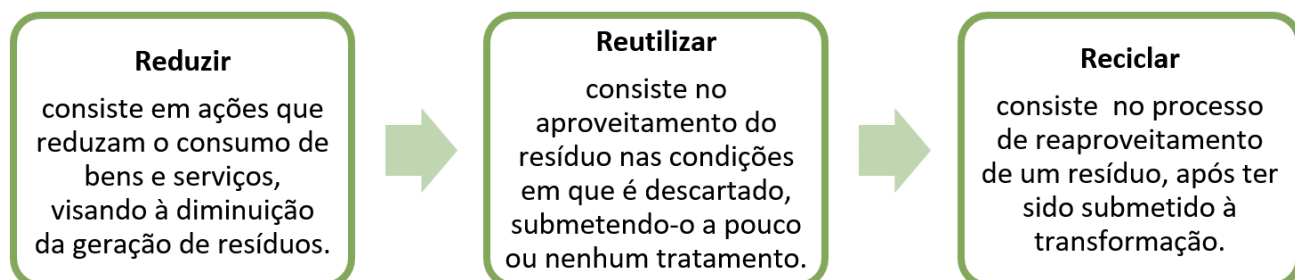 Reduzir
consiste em ações que
reduzam o consumo de
bens e serviços,
visando à diminuição
da geração de resíduos.
Reutilizar
consiste no
aproveitamento do
resíduo nas condições
em que é descartado,
submetendo-o a pouco
ou nenhum tratamento.
Reciclar
consiste no processo
de reaproveitamento
de um resíduo, após ter
sido submetido à
transformação.